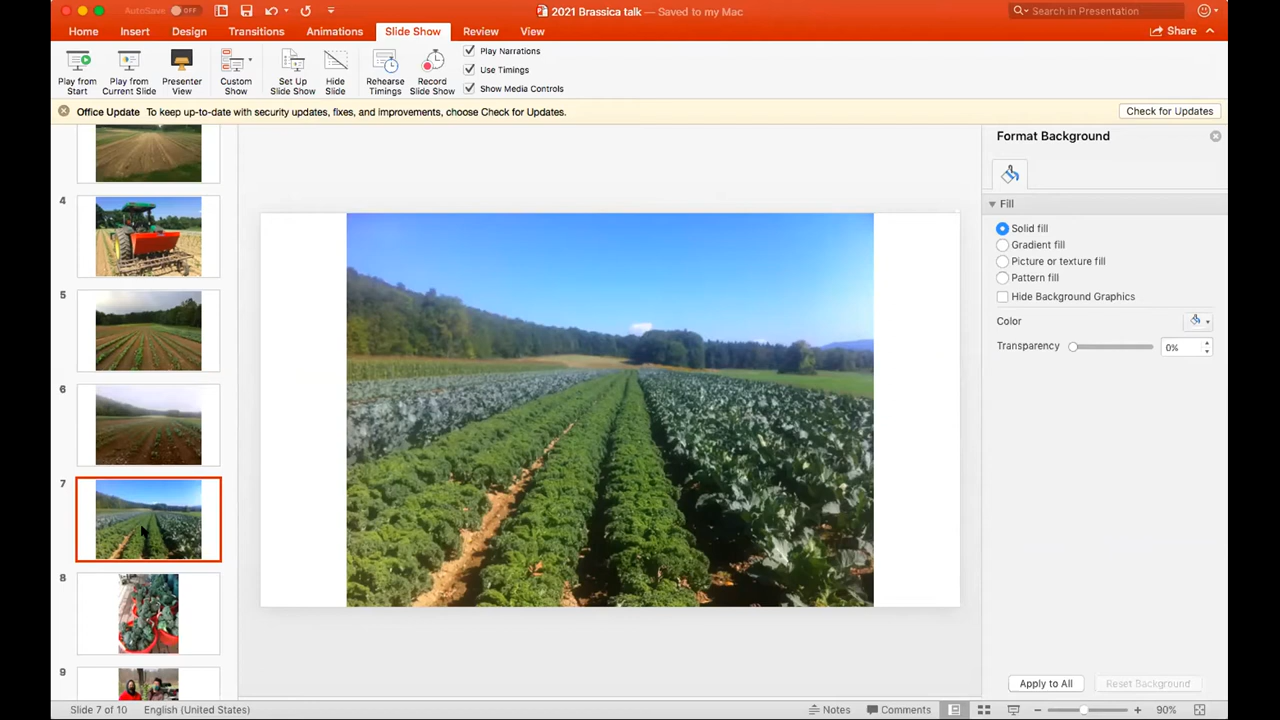 AutoSave OFF
2021 Brassica talk — Saved to my Mac
Search in Presentation
Home Insert Design Transitions Animations Slide Show Review View
Share
Play from Start
Play from Current Slide
Presenter View
Custom Show
Set Up Slide Show
Hide Slide
Rehearse Timings
Record Slide Show
Play Narrations
Use Timings
Show Media Controls
Office Update To keep up-to-date with security updates, fixes, and improvements, choose Check for Updates.
Check for Updates
4
5
6
7
8
9
Format Background
Fill
Solid fill
Gradient fill
Picture or texture fill
Pattern fill
Hide Background Graphics
Color
Transparency 0%
Apply to All
Reset Background
Slide 7 of 10 English (United States)
Notes Comments 90%